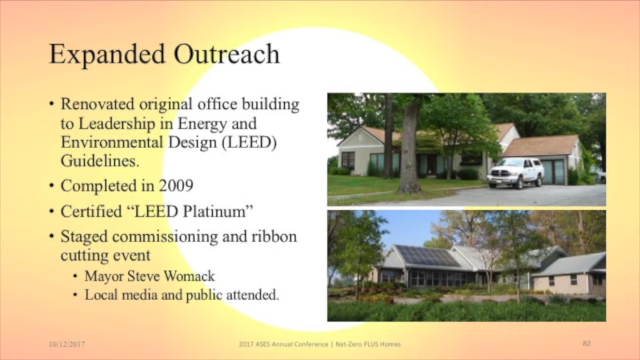 Expanded Outreach
• Renovated original office building
to Leadership in Energy and
Environmental Design (LEED)
Guidelines.
• Completed in 2009
• Certified “LEED Platinum”
• Staged commissioning and ribbon
cutting event
• Mayor Steve Womack
• Local media and public attended.
10/12/2017
2017 ASES Annual Conference | Net-Zero PLUS Homes
82